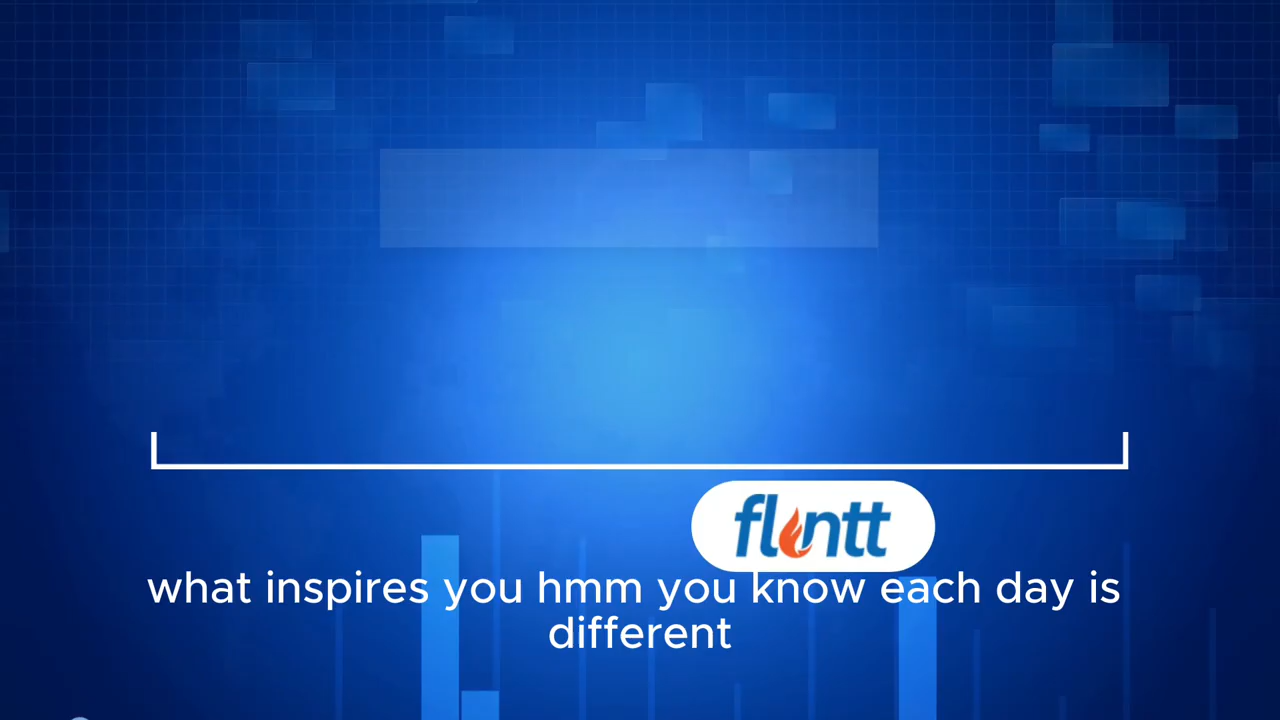 flintt
what inspires you hmm you know each day is
different